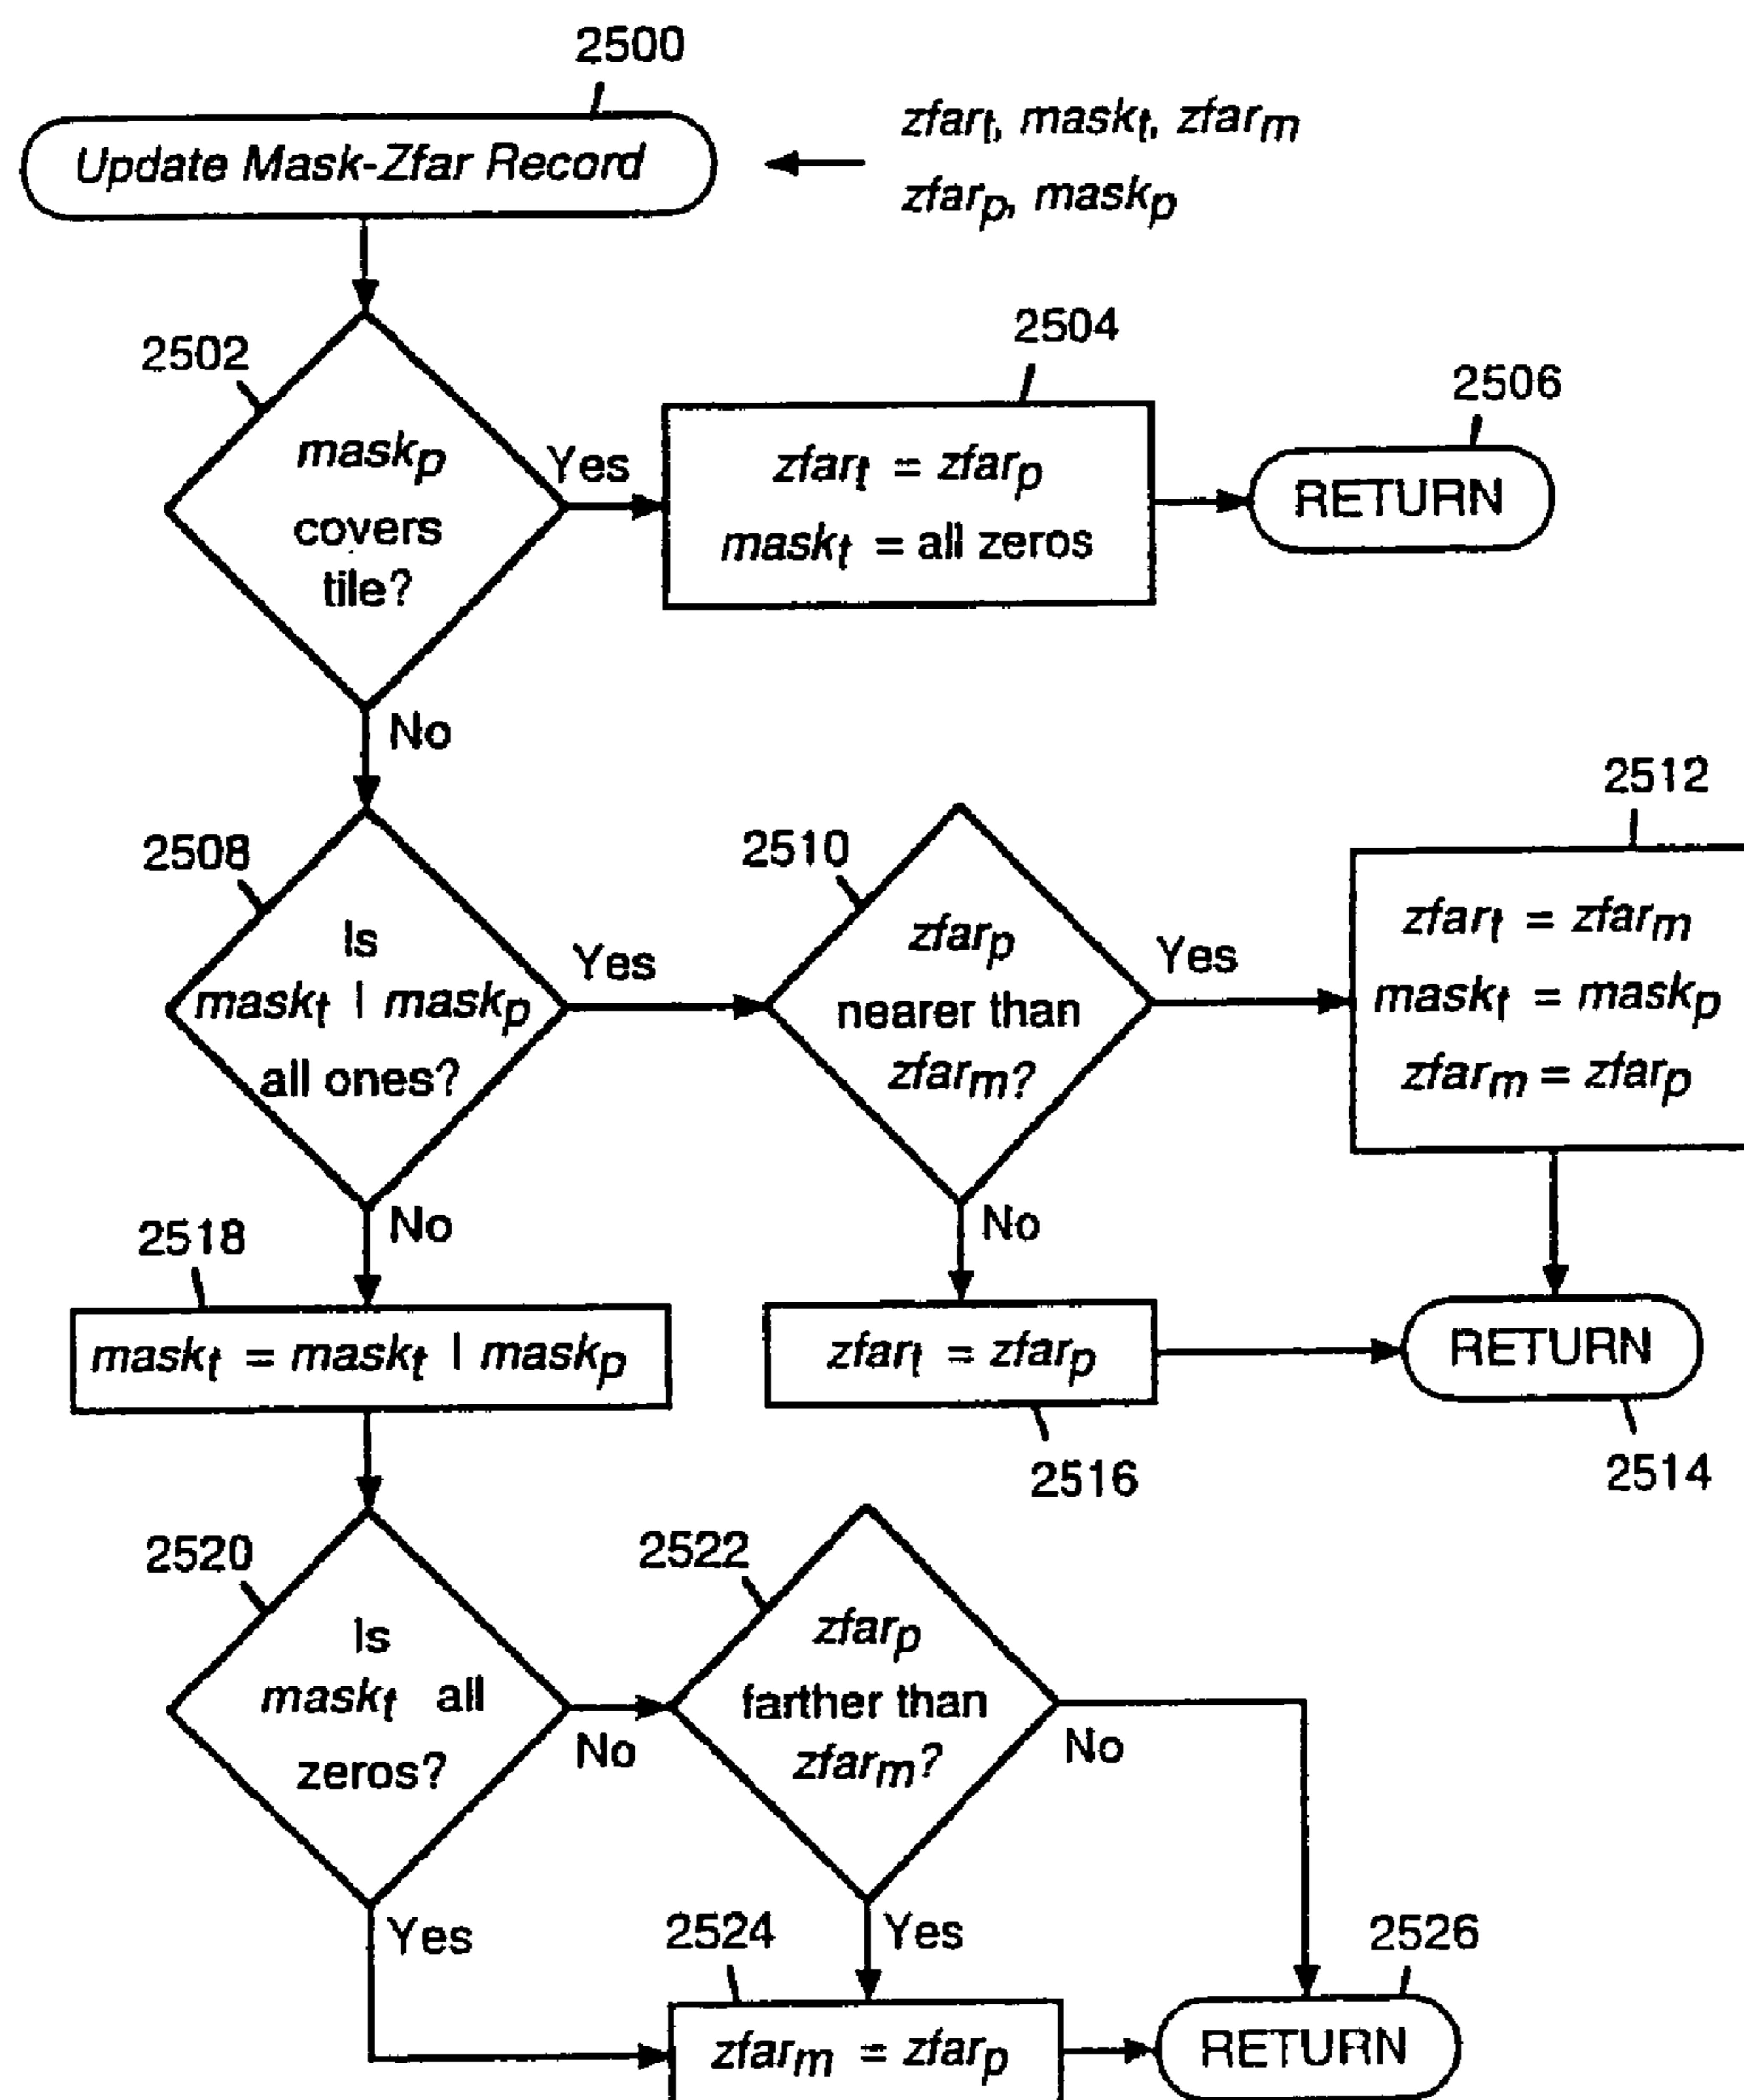 2500
Update Mask-Zfar Record
zfart, maskt, zfarm
zfarp, maskp
2502
maskp
covers
tile?
Yes
No
2504
zfart = zfarp
maskt = all zeros
2506
RETURN
2508
Is
maskt | maskp
all ones?
Yes
No
2510
zfarp
nearer than
zfarm?
Yes
No
2512
zfart = zfarm
maskt = maskp
zfarm = zfarp
2518
maskt = maskt | maskp
zfart = zfarp
2516
RETURN
2514
2520
Is
maskt all
zeros?
No
Yes
2522
zfarp
farther than
zfarm?
No
Yes
2524
zfarm = zfarp
2526
RETURN